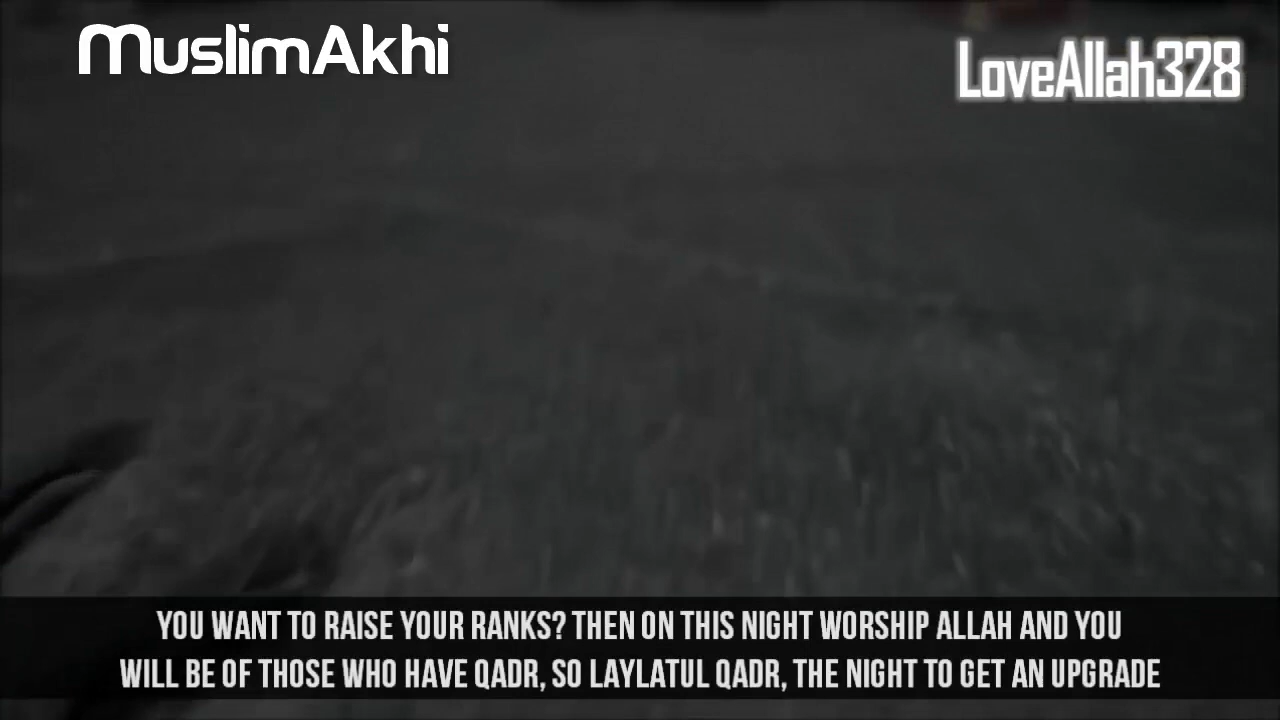 MuslimAkhi
LoveAllah328
YOU WANT TO RAISE YOUR RANKS? THEN ON THIS NIGHT WORSHIP ALLAH AND YOU
WILL BE OF THOSE WHO HAVE QADR, SO LAYLATUL QADR, THE NIGHT TO GET AN UPGRADE